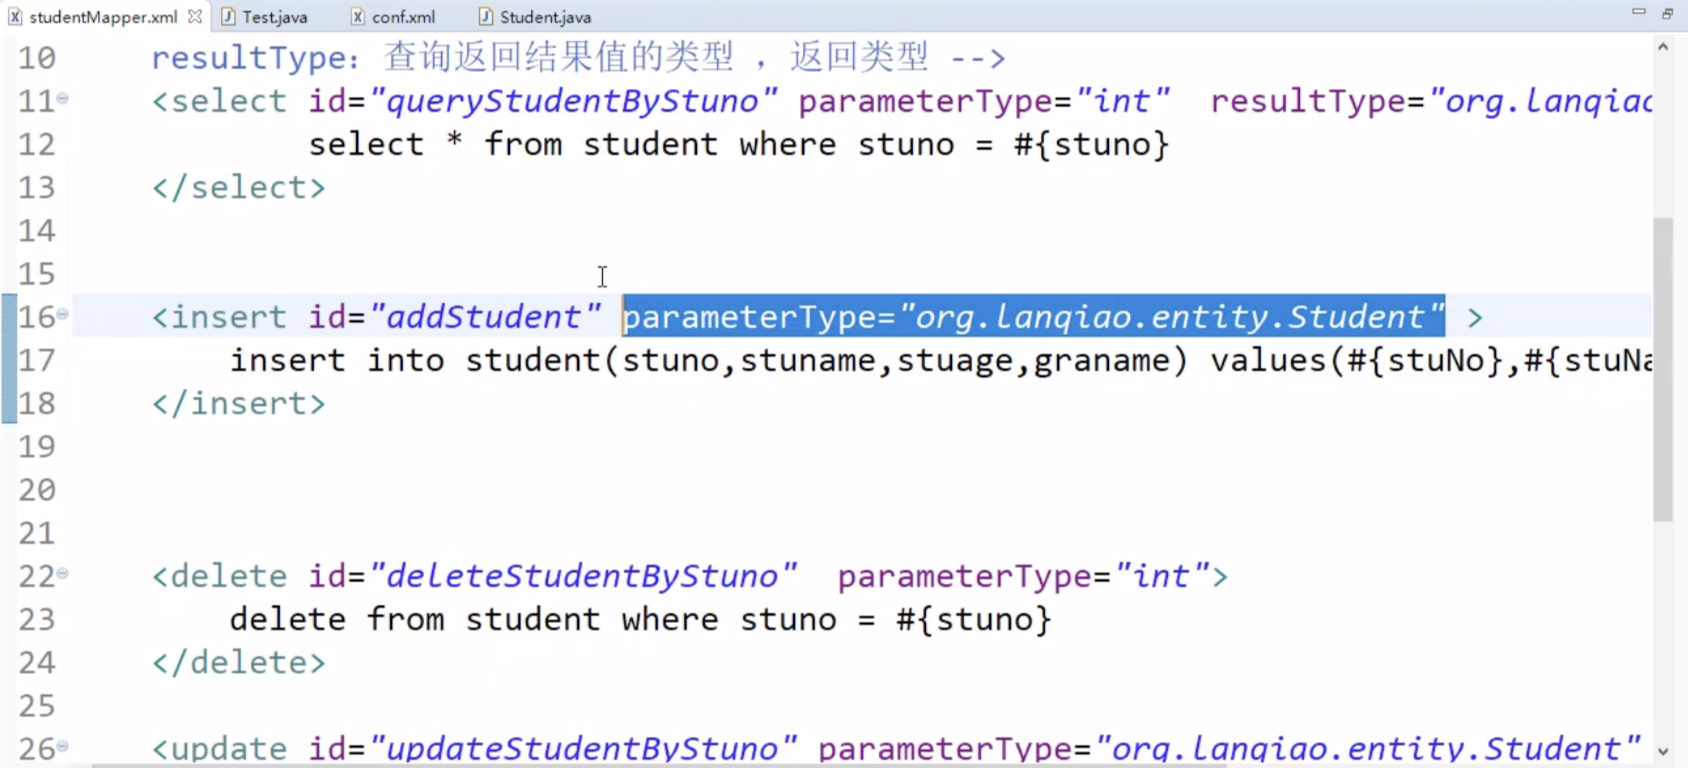 studentMapper.xml Test.java conf.xml Student.java
10 resultType: 查询返回结果值的类型 ，返回类型 -->
11 <select id="queryStudentByStuno" parameterType="int" resultType="org.lanqiao
12 select * from student where stuno = #{stuno}
13 </select>
14
15
16 <insert id="addStudent" parameterType="org.lanqiao.entity.Student" >
17 insert into student(stuno,stuname,stuage,graname) values(#{stuNo},#{stuNa
18 </insert>
19
20
21
22 <delete id="deleteStudentByStuno" parameterType="int">
23 delete from student where stuno = #{stuno}
24 </delete>
25
26 <update id="updateStudentByStuno" parameterType="org.lanqiao.entity.Student"